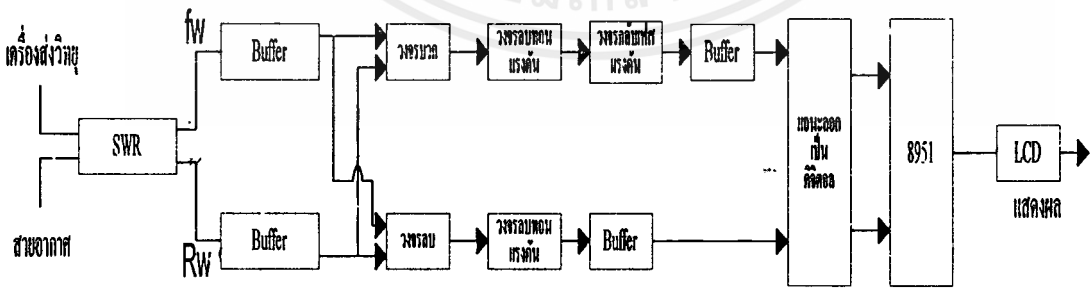 เครื่องส่งวิทยุ
fw
Buffer
วงจรบวก
วงจรลบทอน
แรงดัน
วงจรกลับเฟส
แรงดัน
Buffer
SWR
แอนะลอก
เป็น
ดิจิตอล
8951
LCD
แสดงผล
สายอากาศ
Rw
Buffer
วงจรลบ
วงจรลบทอน
แรงดัน
Buffer